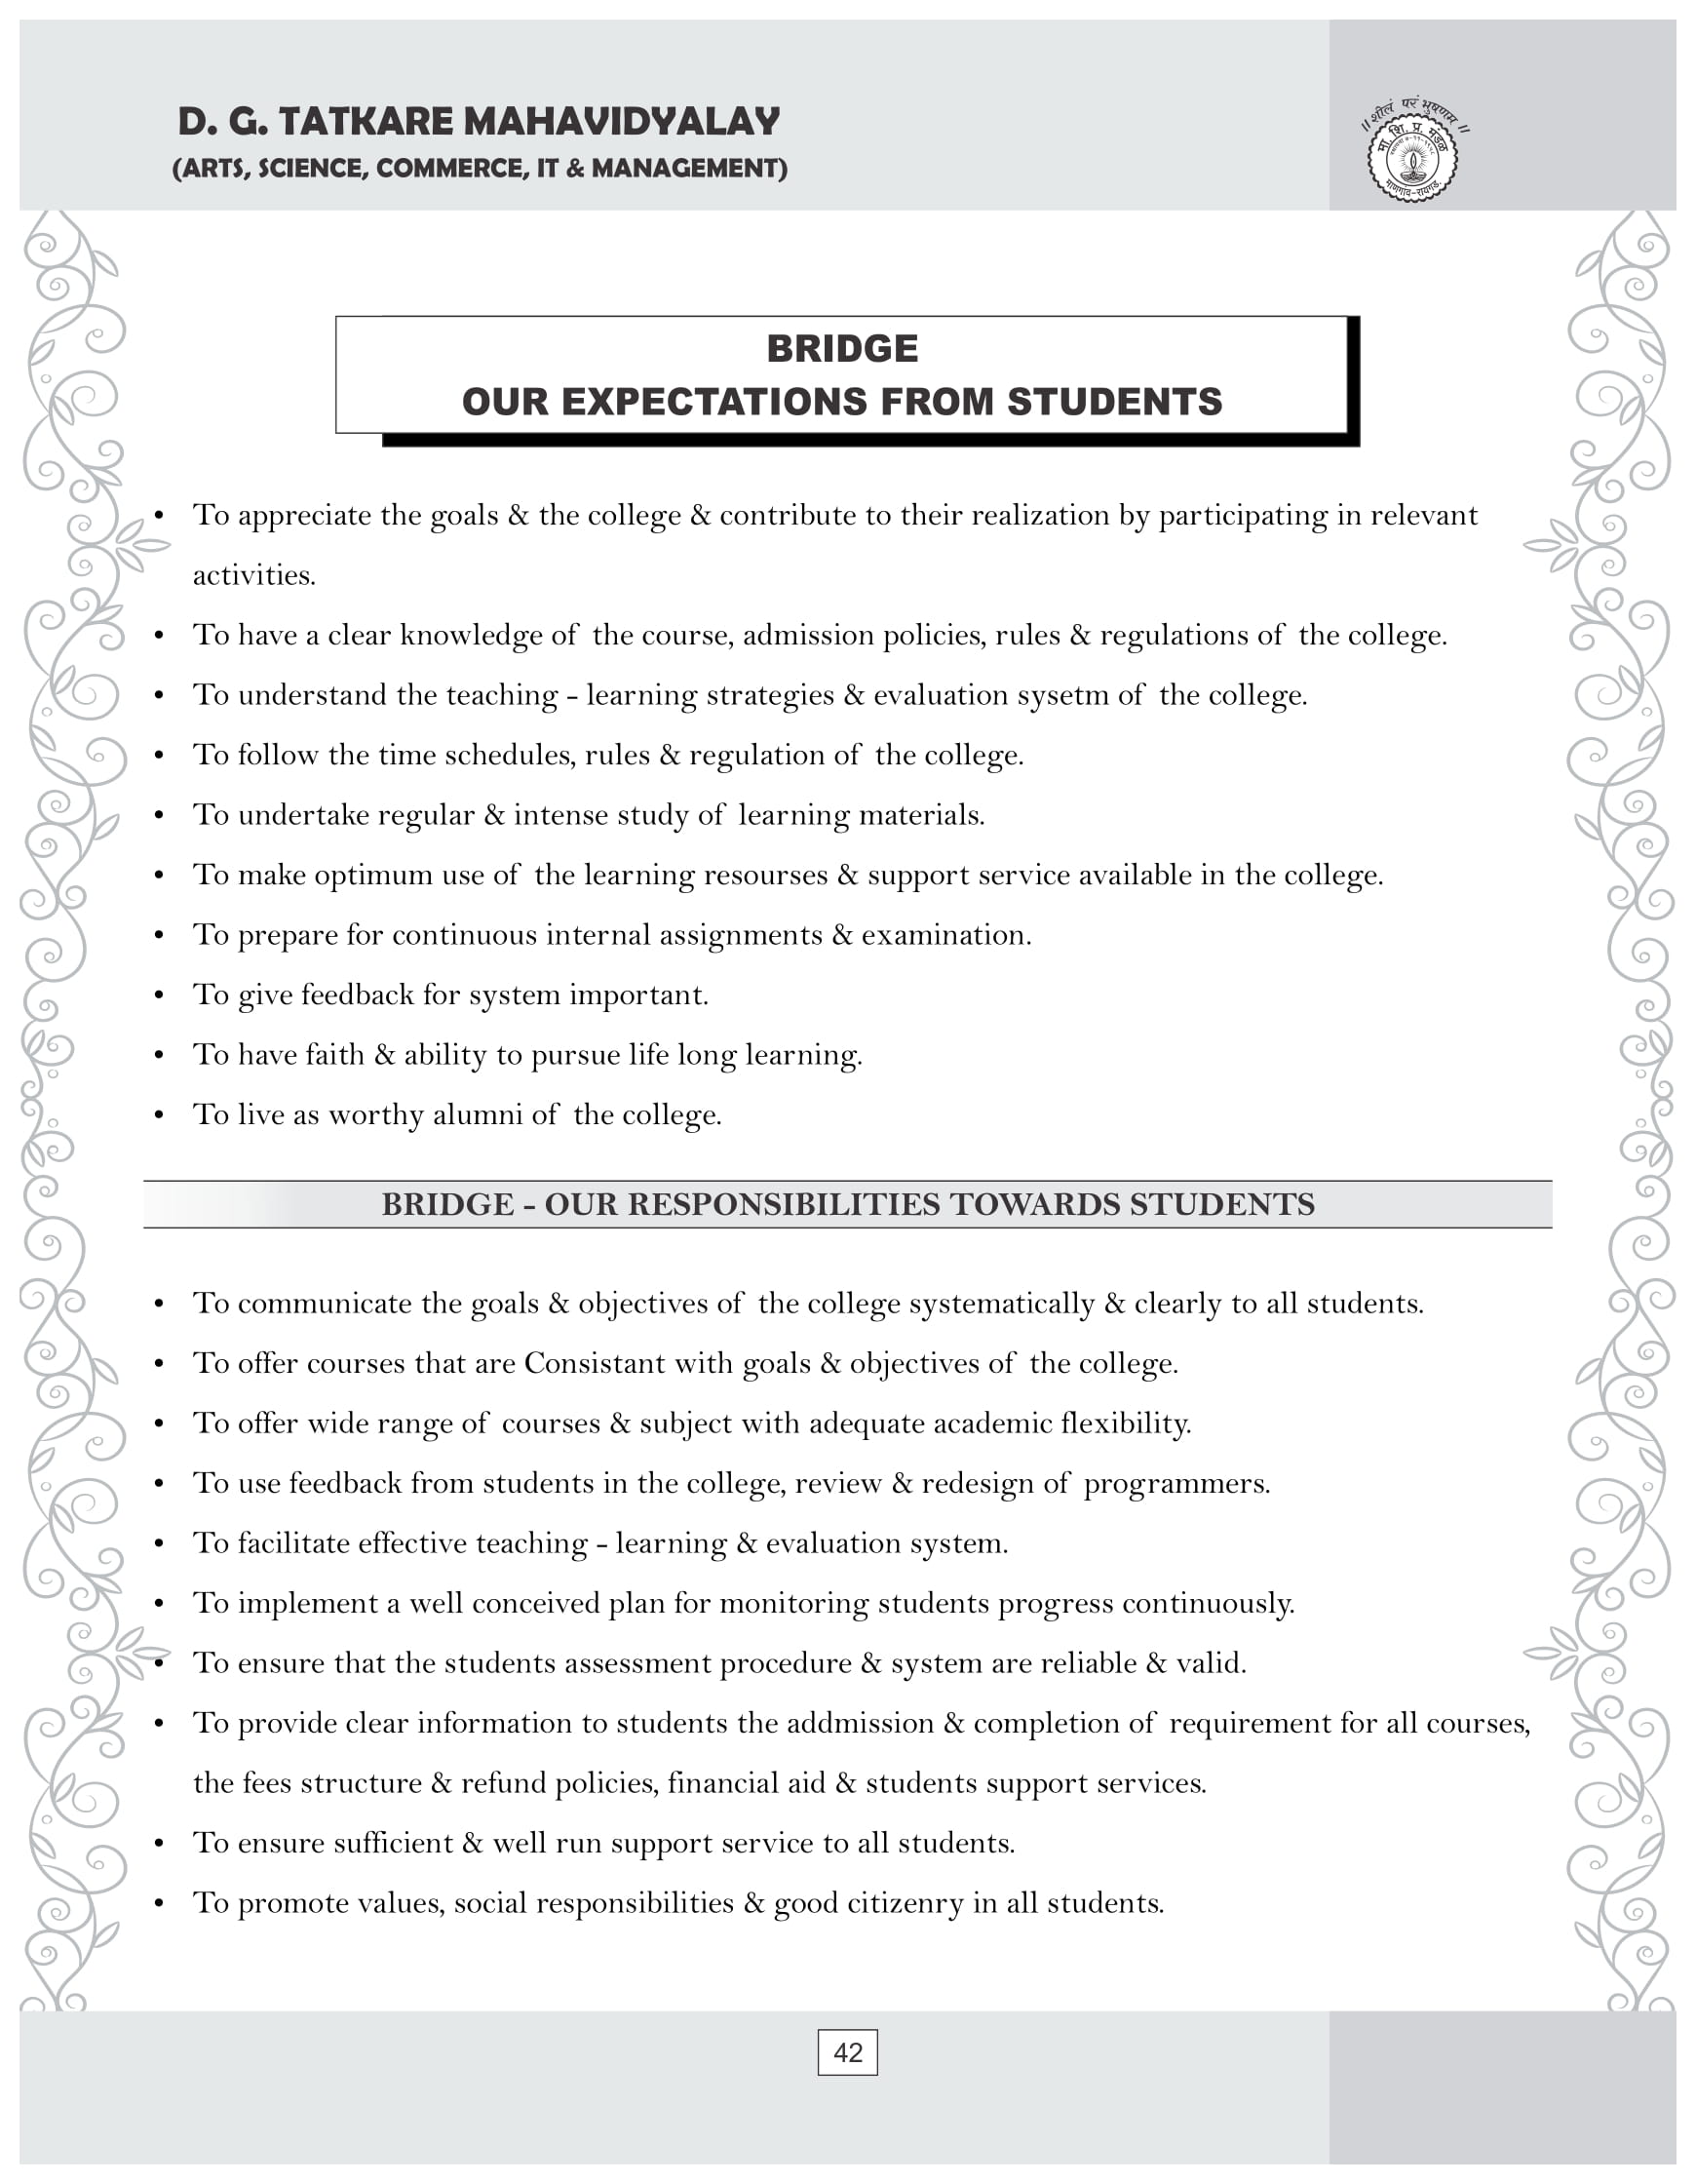 D. G. TATKARE MAHAVIDYALAY
(ARTS, SCIENCE, COMMERCE, IT & MANAGEMENT)
॥ शीलं परं भुषणम ॥
मा. शि. प्र. मंडळ
माणगाव-रायगड.
BRIDGE
OUR EXPECTATIONS FROM STUDENTS
• To appreciate the goals & the college & contribute to their realization by participating in relevant
activities.
• To have a clear knowledge of the course, admission policies, rules & regulations of the college.
• To understand the teaching - learning strategies & evaluation sysetm of the college.
• To follow the time schedules, rules & regulation of the college.
• To undertake regular & intense study of learning materials.
• To make optimum use of the learning resourses & support service available in the college.
• To prepare for continuous internal assignments & examination.
• To give feedback for system important.
• To have faith & ability to pursue life long learning.
• To live as worthy alumni of the college.
BRIDGE - OUR RESPONSIBILITIES TOWARDS STUDENTS
• To communicate the goals & objectives of the college systematically & clearly to all students.
• To offer courses that are Consistant with goals & objectives of the college.
• To offer wide range of courses & subject with adequate academic flexibility.
• To use feedback from students in the college, review & redesign of programmers.
• To facilitate effective teaching - learning & evaluation system.
• To implement a well conceived plan for monitoring students progress continuously.
• To ensure that the students assessment procedure & system are reliable & valid.
• To provide clear information to students the addmission & completion of requirement for all courses,
the fees structure & refund policies, financial aid & students support services.
• To ensure sufficient & well run support service to all students.
• To promote values, social responsibilities & good citizenry in all students.
42